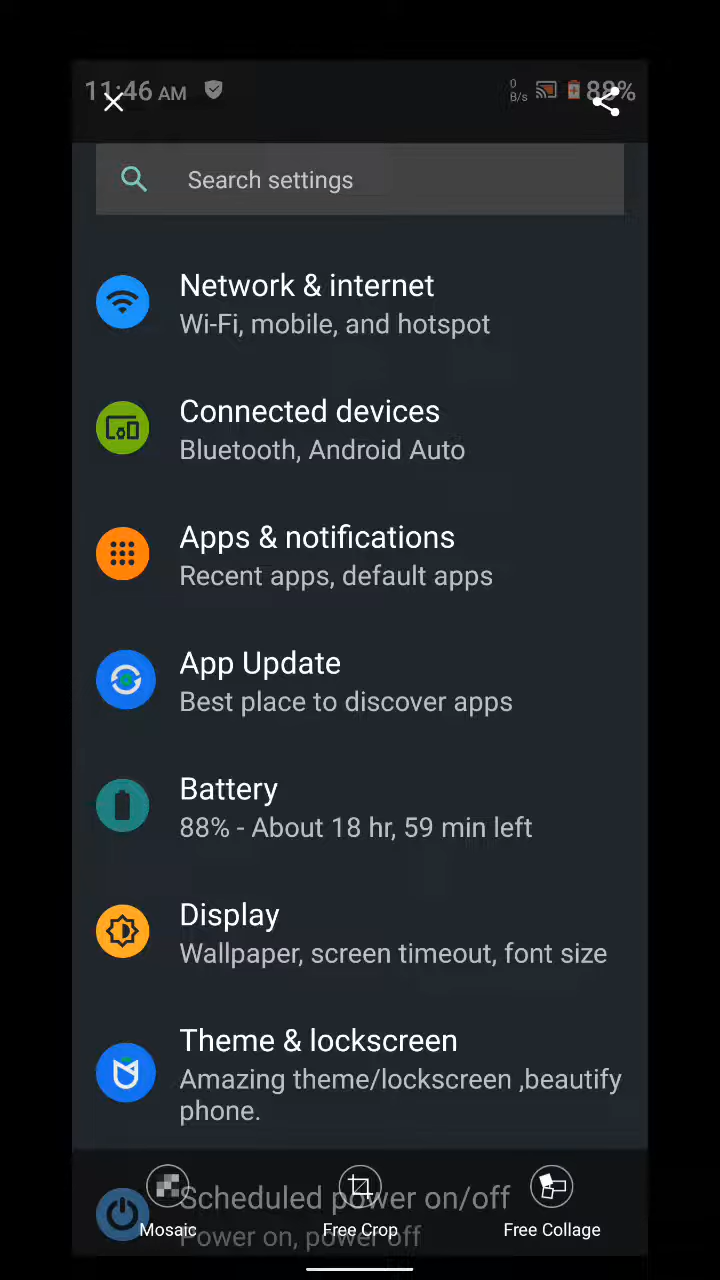 11:46 AM
0
B/s
88%
Search settings
Network & internet
Wi-Fi, mobile, and hotspot
Connected devices
Bluetooth, Android Auto
Apps & notifications
Recent apps, default apps
App Update
Best place to discover apps
Battery
88% - About 18 hr, 59 min left
Display
Wallpaper, screen timeout, font size
Theme & lockscreen
Amazing theme/lockscreen ,beautify
phone.
Scheduled power on/off
Power on, power off
Mosaic
Free Crop
Free Collage